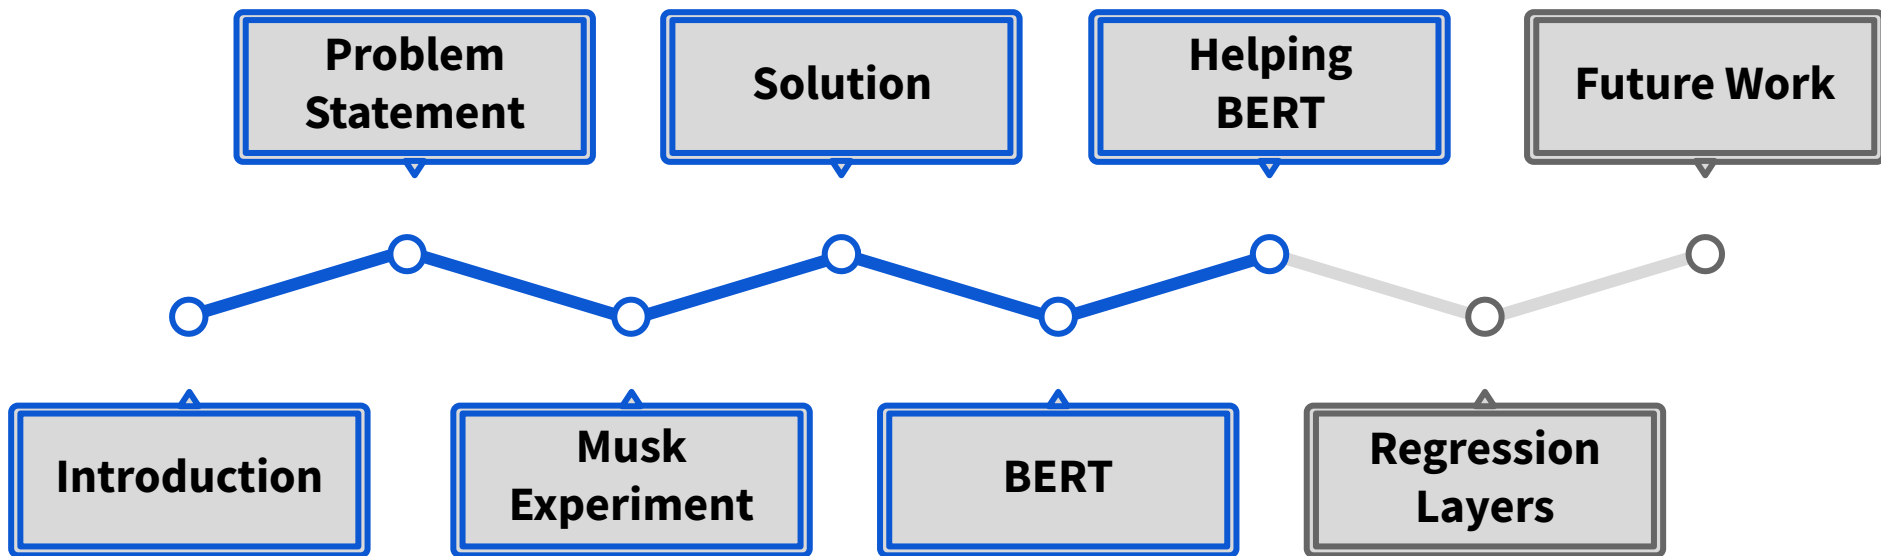 Problem
Statement
Solution
Helping
BERT
Future Work
Introduction
Musk
Experiment
BERT
Regression
Layers